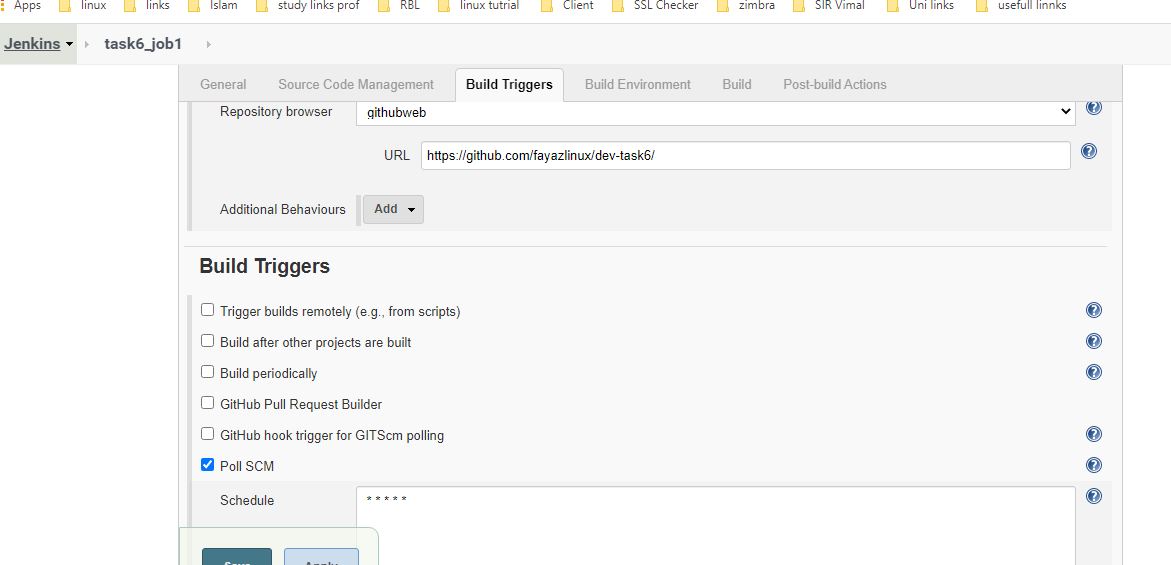 Apps linux links Islam study links prof RBL linux tutrial Client SSL Checker zimbra SIR Vimal Uni links usefull linnks
Jenkins task6_job1
General Source Code Management Build Triggers Build Environment Build Post-build Actions
Repository browser githubweb
URL https://github.com/fayazlinux/dev-task6/
Additional Behaviours Add
Build Triggers
Trigger builds remotely (e.g., from scripts)
Build after other projects are built
Build periodically
GitHub Pull Request Builder
GitHub hook trigger for GITScm polling
Poll SCM
Schedule * * * * *
Save Apply